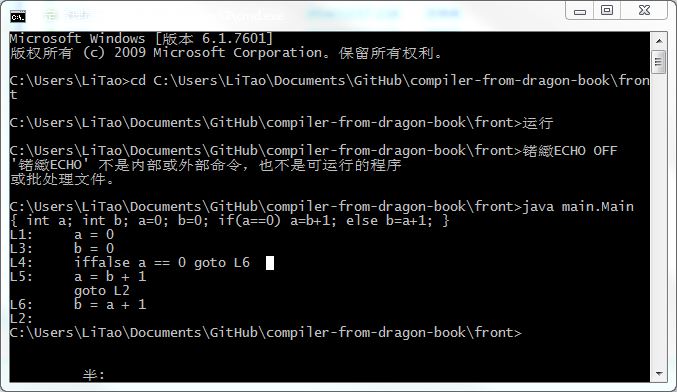 Microsoft Windows [版本 6.1.7601]
版权所有 (c) 2009 Microsoft Corporation。保留所有权利。
C:\Users\LiTao>cd C:\Users\LiTao\Documents\GitHub\compiler-from-dragon-book\fron
t
C:\Users\LiTao\Documents\GitHub\compiler-from-dragon-book\front>运行
C:\Users\LiTao\Documents\GitHub\compiler-from-dragon-book\front>锘緻ECHO OFF
'锘緻ECHO' 不是内部或外部命令，也不是可运行的程序
或批处理文件。
C:\Users\LiTao\Documents\GitHub\compiler-from-dragon-book\front>java main.Main
{ int a; int b; a=0; b=0; if(a==0) a=b+1; else b=a+1; }
L1: a = 0
L3: b = 0
L4: iffalse a == 0 goto L6
L5: a = b + 1
goto L2
L6: b = a + 1
L2:
C:\Users\LiTao\Documents\GitHub\compiler-from-dragon-book\front>
半: